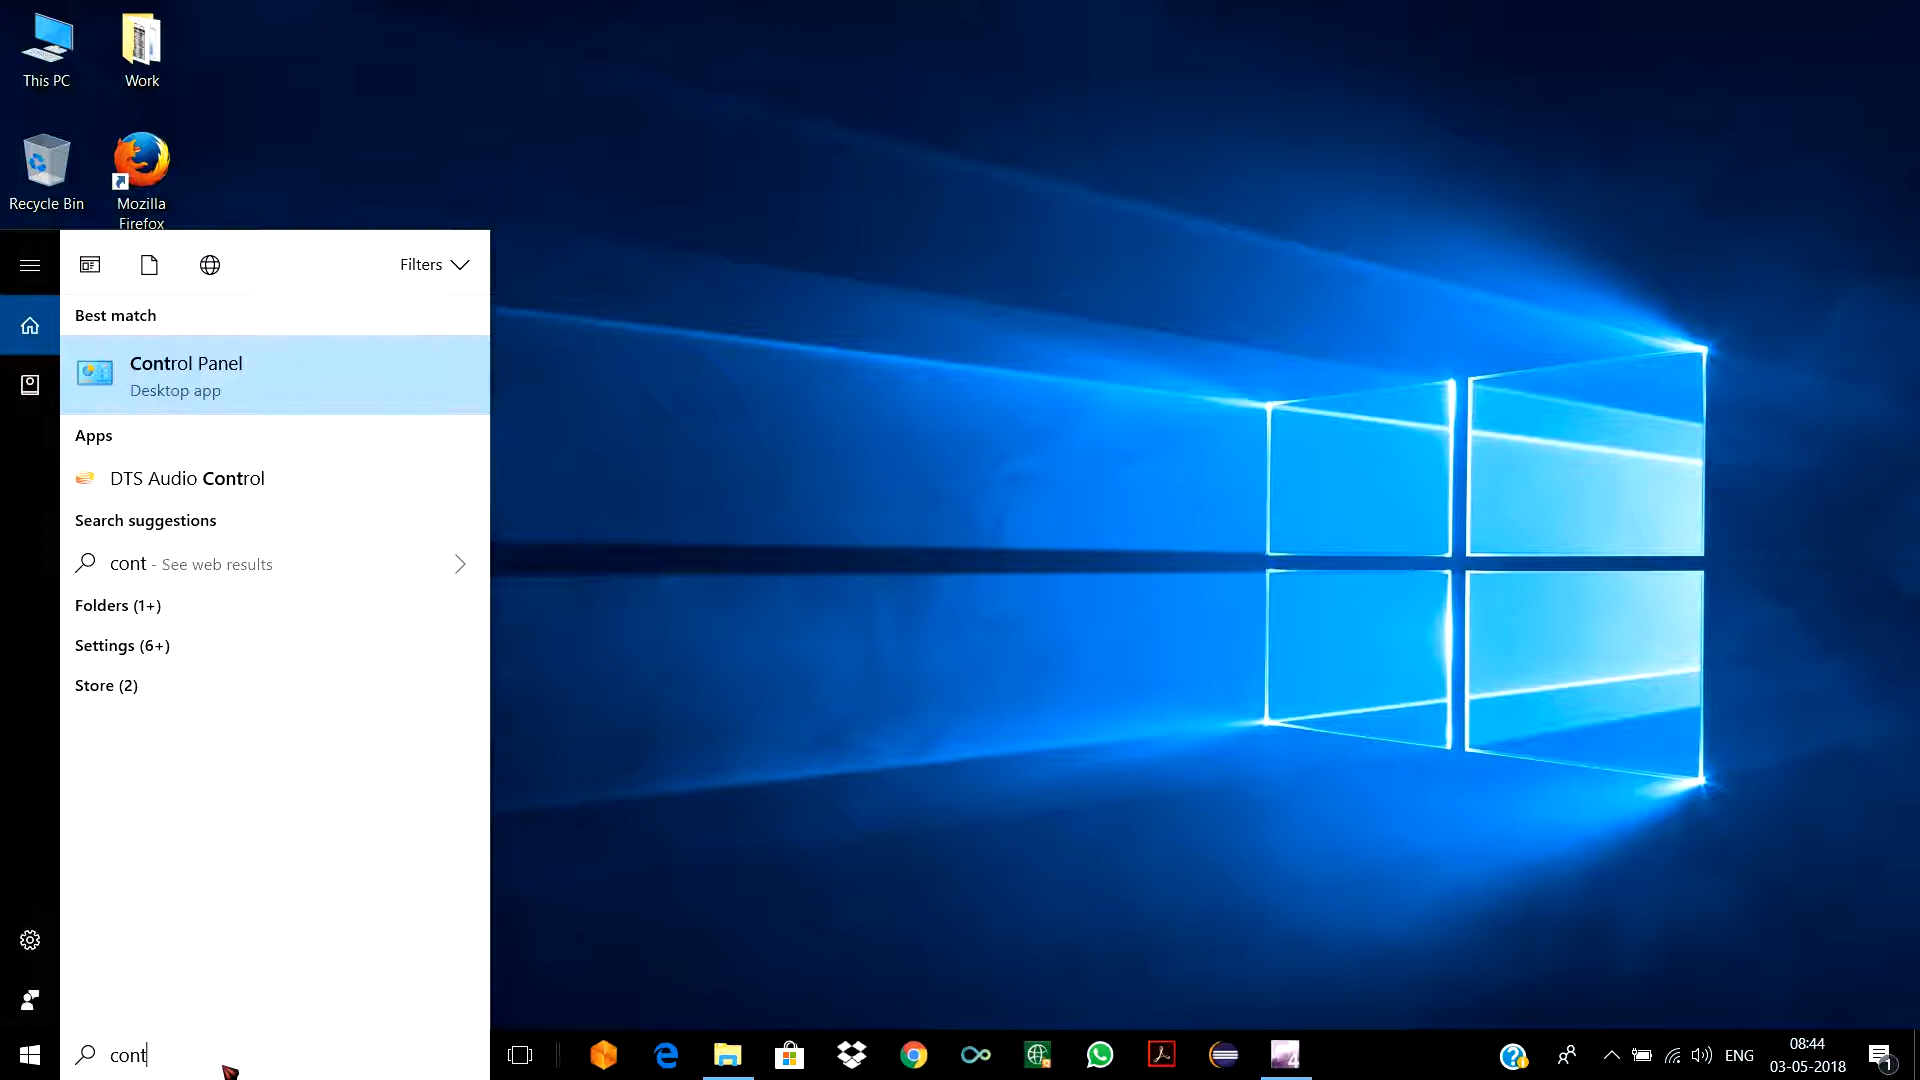 This PC
Work
Recycle Bin
Mozilla
Firefox
Filters
Best match
Control Panel
Desktop app
Apps
DTS Audio Control
Search suggestions
cont - See web results
Folders (1+)
Settings (6+)
Store (2)
cont
ENG
08:44
03-05-2018
1